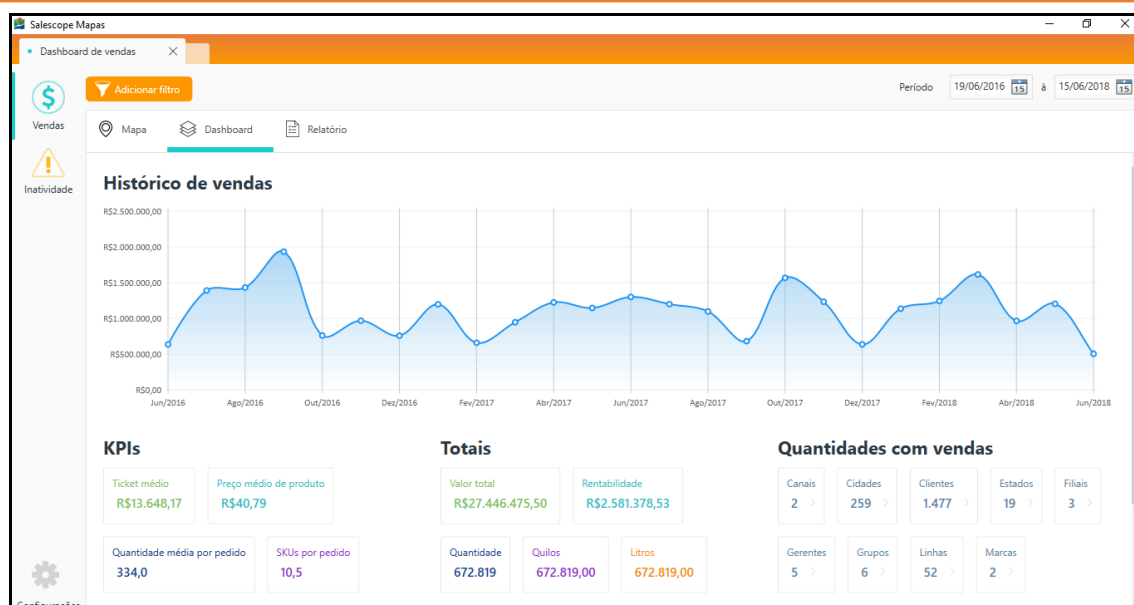 Salescope Mapas
Dashboard de vendas
Adicionar filtro
Período 19/06/2016 15 à 15/06/2018 15
Vendas
Mapa Dashboard Relatório
Inatividade
Histórico de vendas
R$2.500.000,00
R$2.000.000,00
R$1.500.000,00
R$1.000.000,00
R$500.000,00
R$0,00
Jun/2016 Ago/2016 Out/2016 Dez/2016 Fev/2017 Abr/2017 Jun/2017 Ago/2017 Out/2017 Dez/2017 Fev/2018 Abr/2018 Jun/2018
KPIs Totais Quantidades com vendas
Ticket médio Preço médio de produto Valor total Rentabilidade Canais Cidades Clientes Estados Filiais
R$13.648,17 R$40,79 R$27.446.475,50 R$2.581.378,53 2 259 1.477 19 3
Quantidade média por pedido SKUs por pedido Quantidade Quilos Litros Gerentes Grupos Linhas Marcas
334,0 10,5 672.819 672.819,00 672.819,00 5 6 52 2
Configurações